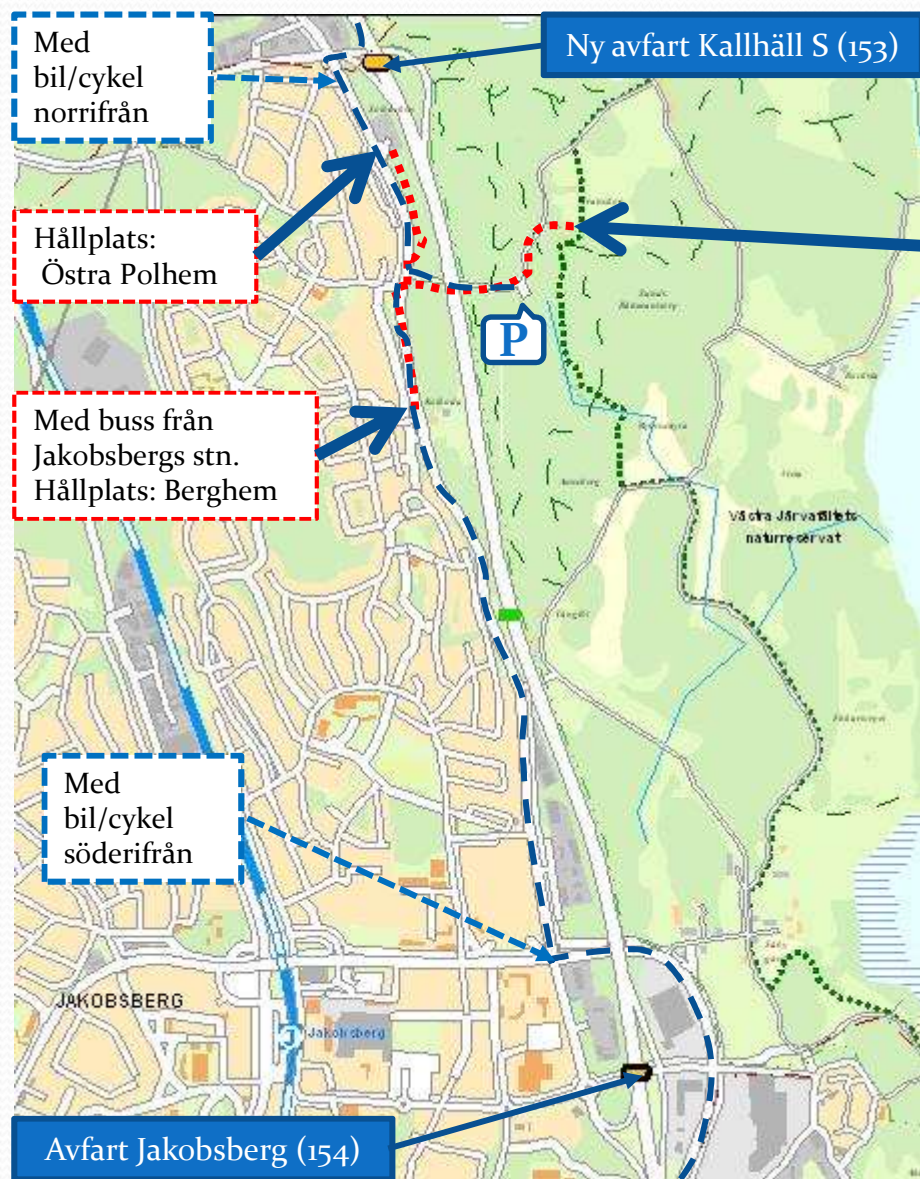 Med
bil/cykel
norrifrån
Ny avfart Kallhäll S (153)
Hållplats:
Östra Polhem
P
Med buss från
Jakobsbergs stn.
Hållplats: Berghem
Västra Järvafältets
naturreservat
Med
bil/cykel
söderifrån
JAKOBSBERG
J
Jakobsberg
Avfart Jakobsberg (154)